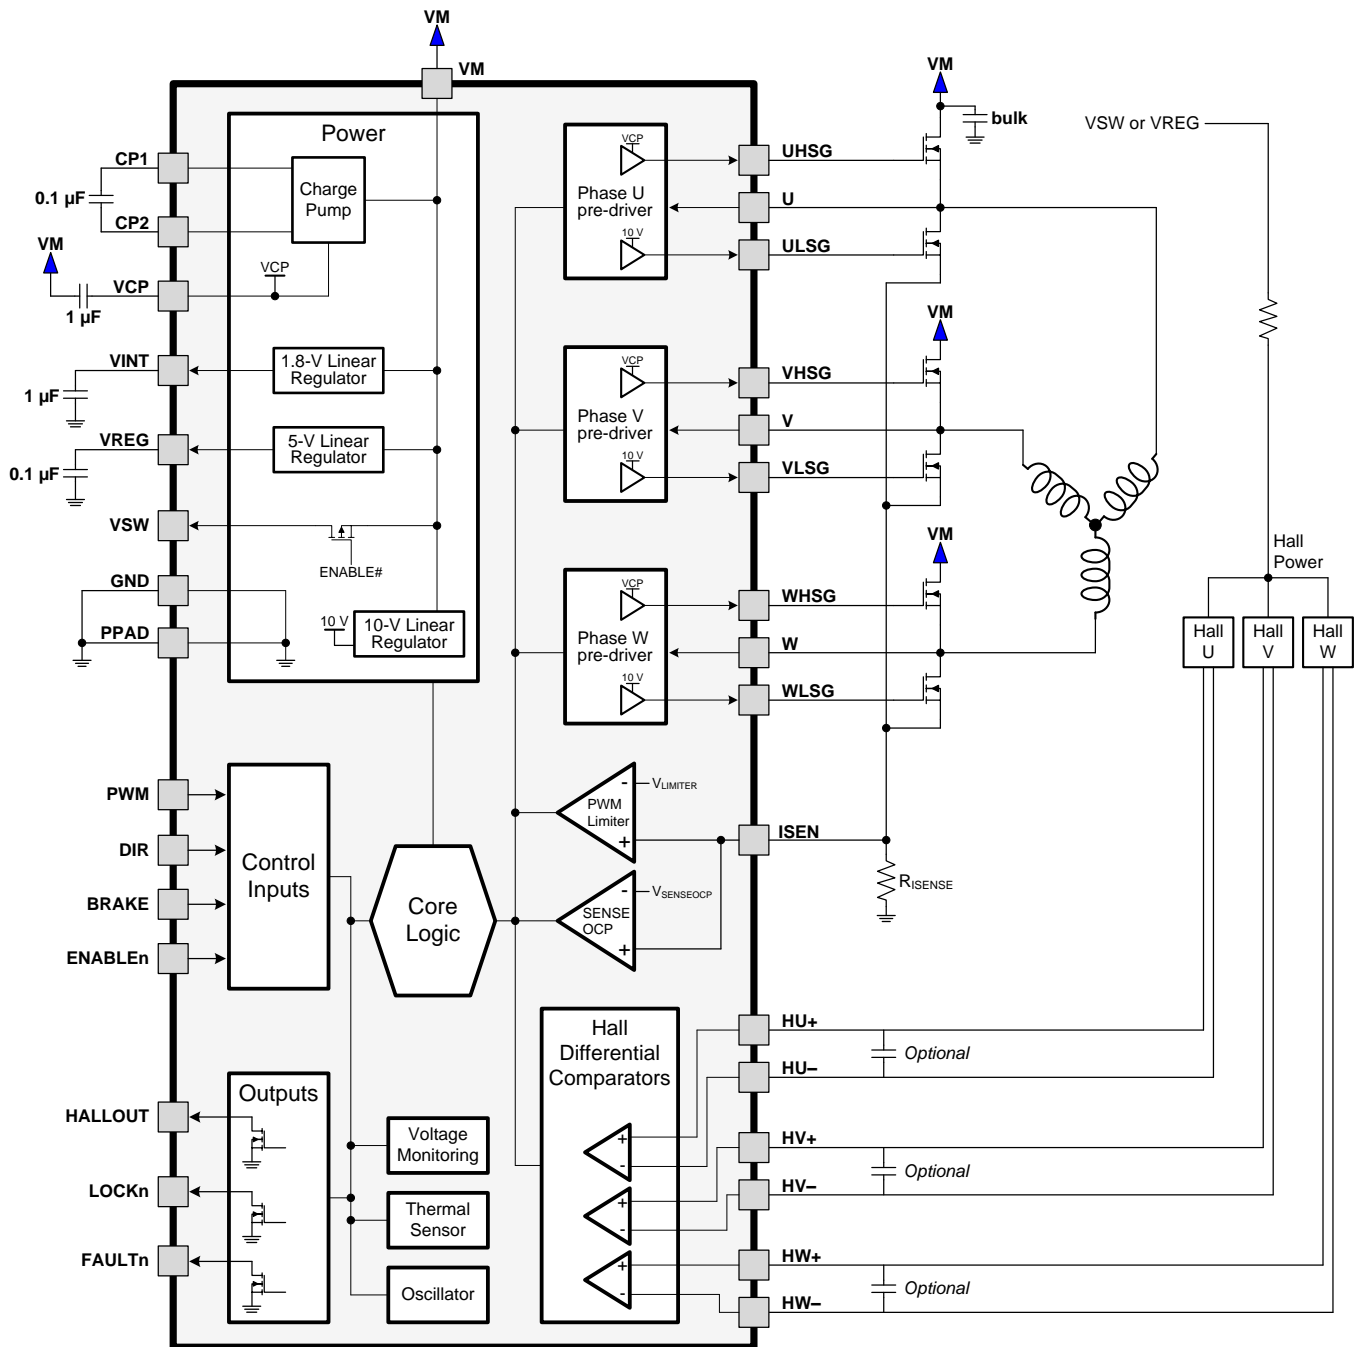 VM
VM
Power
CP1
0.1 µF
CP2
Charge
Pump
VM
VCP
1 µF
VCP
VINT
1 µF
1.8-V Linear
Regulator
VREG
0.1 µF
5-V Linear
Regulator
VSW
ENABLE#
GND
PPAD
10 V
10-V Linear
Regulator
VCP
Phase U
pre-driver
10 V
UHSG
U
ULSG
VM
bulk
VSW or VREG
VCP
Phase V
pre-driver
10 V
VHSG
V
VLSG
VM
VCP
Phase W
pre-driver
10 V
WHSG
W
WLSG
VM
Hall
Power
Hall
U
Hall
V
Hall
W
PWM
DIR
BRAKE
ENABLEn
Control
Inputs
Core
Logic
-
VLIMITER
PWM
Limiter
+
-
VSENSEOCP
SENSE
OCP
+
ISEN
RISENSE
Hall
Differential
Comparators
+
-
+
-
+
-
HU+
Optional
HU–
HV+
Optional
HV–
HW+
Optional
HW–
Outputs
HALLOUT
LOCKn
FAULTn
Voltage
Monitoring
Thermal
Sensor
Oscillator